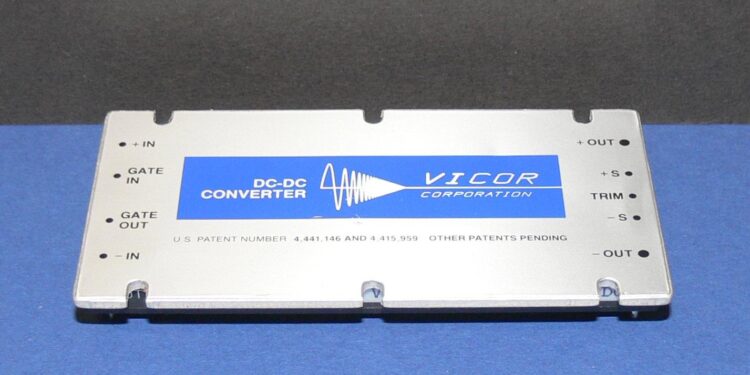 + IN
GATE
IN
GATE
OUT
- IN
DC-DC
CONVERTER
VICOR
CORPORATION
U.S. PATENT NUMBER 4,441,146 AND 4,415,959 OTHER PATENTS PENDING
+ OUT
+ S
TRIM
- S
- OUT